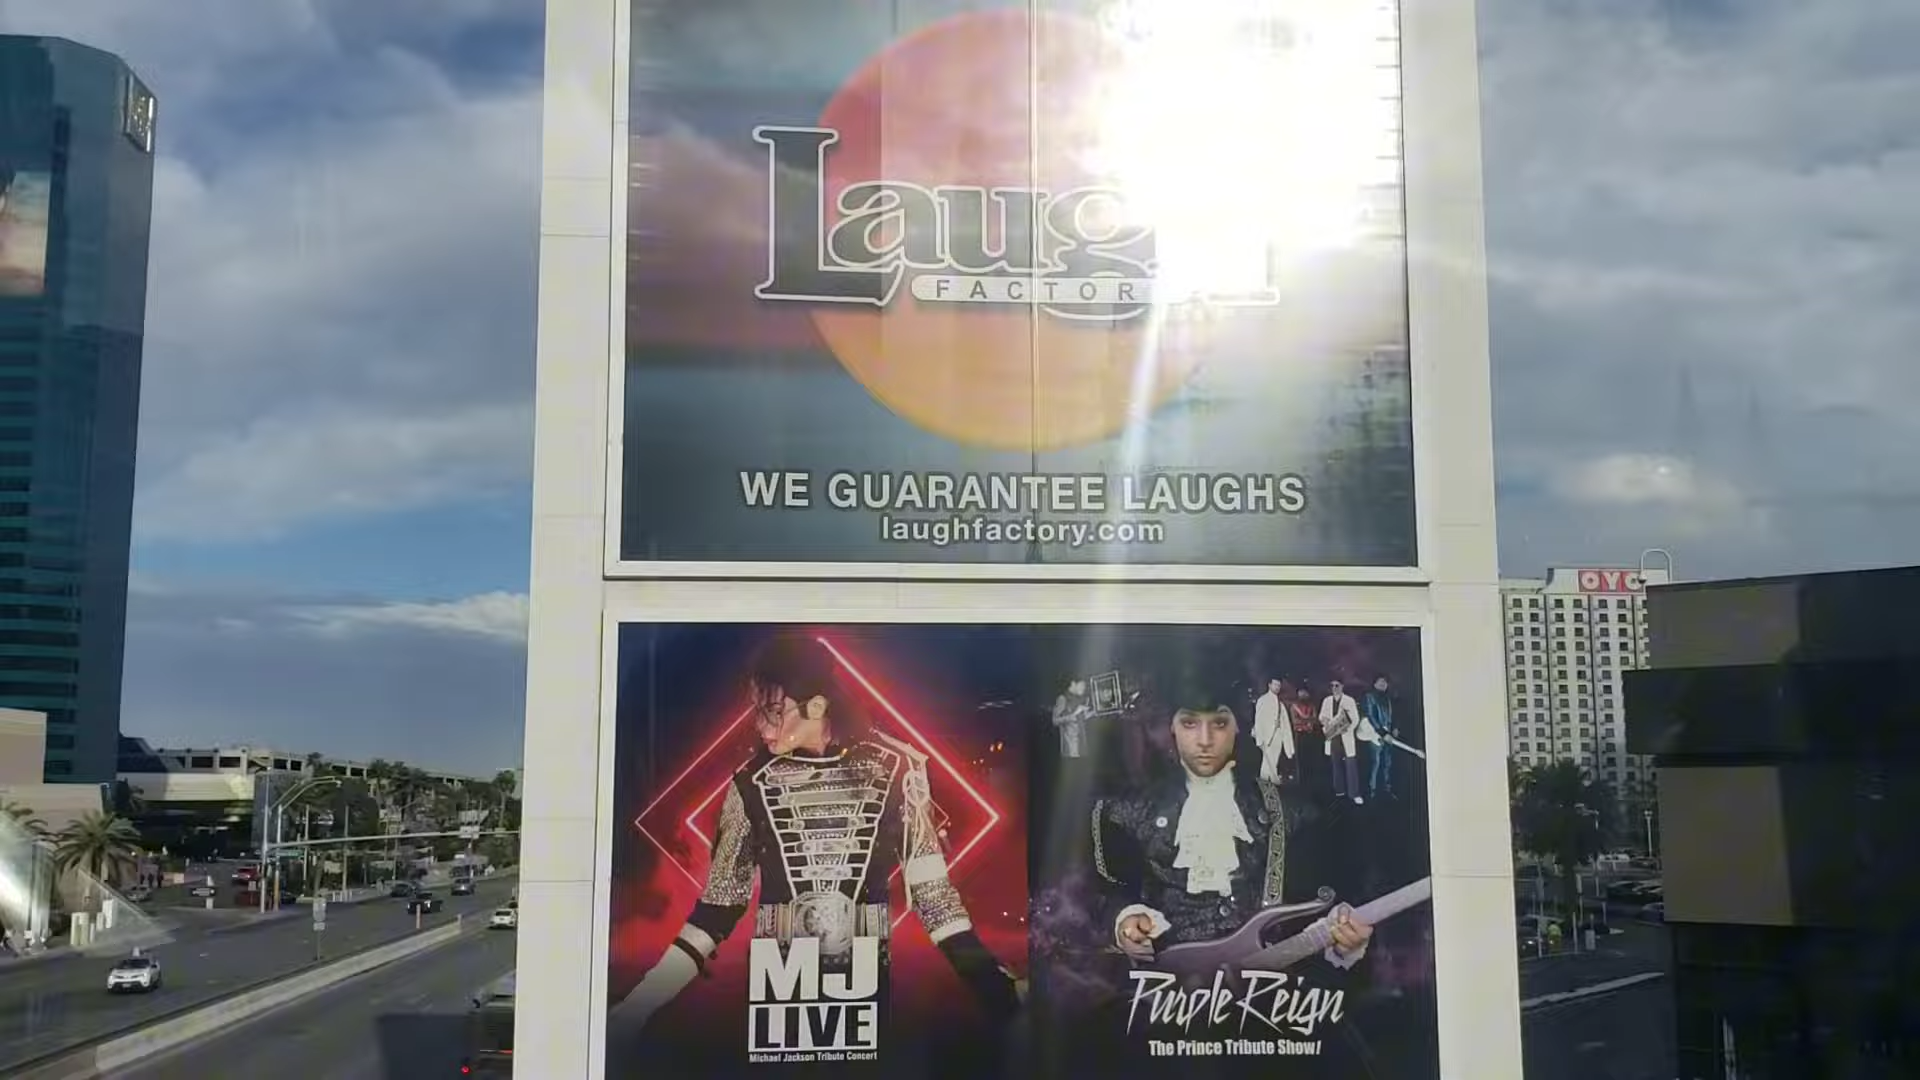 Laug
FACTOR
WE GUARANTEE LAUGHS
laughfactory.com
OYO
MJ
LIVE
Michael Jackson Tribute Concert
Purple Reign
The Prince Tribute Show!